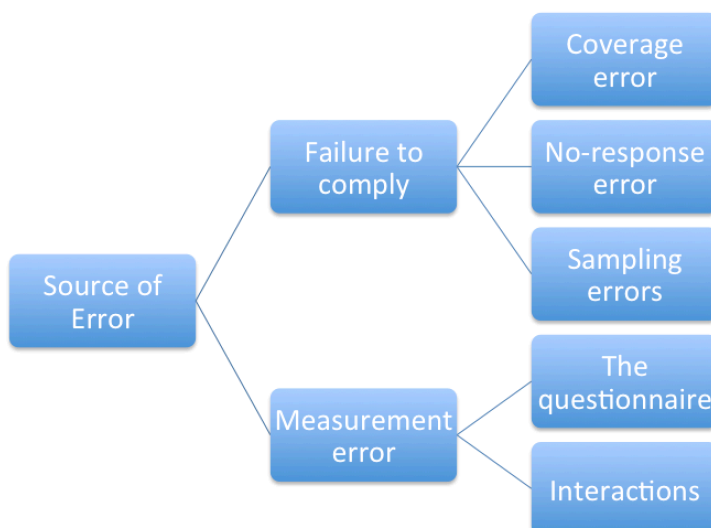 Source of
Error
Failure to
comply
Coverage
error
No-response
error
Sampling
errors
Measurement
error
The
questionnaire
Interactions